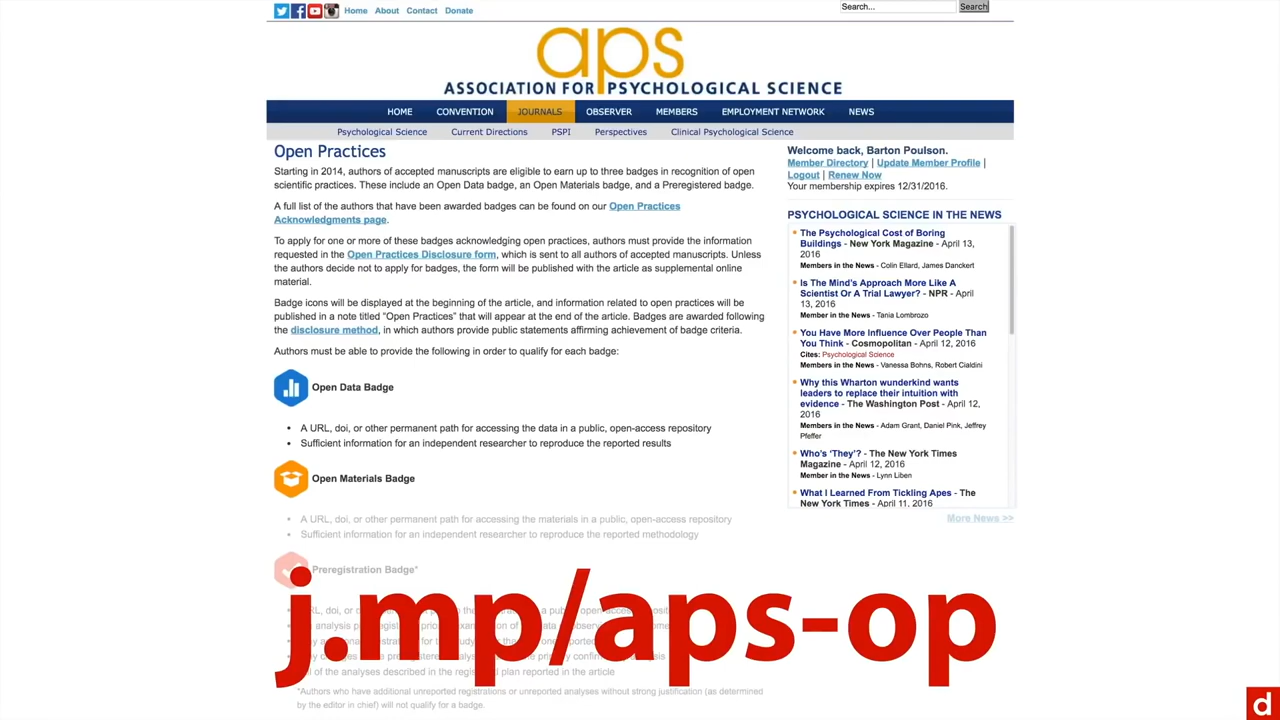 Home About Contact Donate
Search... Search
aps
ASSOCIATION FOR PSYCHOLOGICAL SCIENCE
HOME CONVENTION JOURNALS OBSERVER MEMBERS EMPLOYMENT NETWORK NEWS
Psychological Science Current Directions PSPI Perspectives Clinical Psychological Science
Open Practices
Starting in 2014, authors of accepted manuscripts are eligible to earn up to three badges in recognition of open
scientific practices. These include an Open Data badge, an Open Materials badge, and a Preregistered badge.
A full list of the authors that have been awarded badges can be found on our Open Practices
Acknowledgments page.
To apply for one or more of these badges acknowledging open practices, authors must provide the information
requested in the Open Practices Disclosure form, which is sent to all authors of accepted manuscripts. Unless
the authors decide not to apply for badges, the form will be published with the article as supplemental online
material.
Badge icons will be displayed at the beginning of the article, and information related to open practices will be
published in a note titled “Open Practices” that will appear at the end of the article. Badges are awarded following
the disclosure method, in which authors provide public statements affirming achievement of badge criteria.
Authors must be able to provide the following in order to qualify for each badge:
Open Data Badge
• A URL, doi, or other permanent path for accessing the data in a public, open-access repository
• Sufficient information for an independent researcher to reproduce the reported results
Open Materials Badge
• A URL, doi, or other permanent path for accessing the materials in a public, open-access repository
• Sufficient information for an independent researcher to reproduce the reported methodology
Preregistration Badge*
j.mp/aps-op
of the analyses described in the plan reported in the article
*Authors who have additional unreported registrations or unreported analyses without strong justification (as determined
by the editor in chief) will not qualify for a badge.
Welcome back, Barton Poulson.
Member Directory | Update Member Profile |
Logout | Renew Now
Your membership expires 12/31/2016.
PSYCHOLOGICAL SCIENCE IN THE NEWS
The Psychological Cost of Boring
Buildings - New York Magazine - April 13,
2016
Members in the News - Colin Ellard, James Danckert
Is The Mind’s Approach More Like A
Scientist Or A Trial Lawyer? - NPR - April
13, 2016
Member in the News - Tania Lombrozo
You Have More Influence Over People Than
You Think - Cosmopolitan - April 12, 2016
Cites: Psychological Science
Members in the News - Vanessa Bohns, Robert Cialdini
Why this Wharton wunderkind wants
leaders to replace their intuition with
evidence - The Washington Post - April 12,
2016
Members in the News - Adam Grant, Daniel Pink, Jeffrey
Pfeffer
Who’s ‘They’? - The New York Times
Magazine - April 12, 2016
Member in the News - Lynn Liben
What I Learned From Tickling Apes - The
New York Times - April 11, 2016
More News >>
d